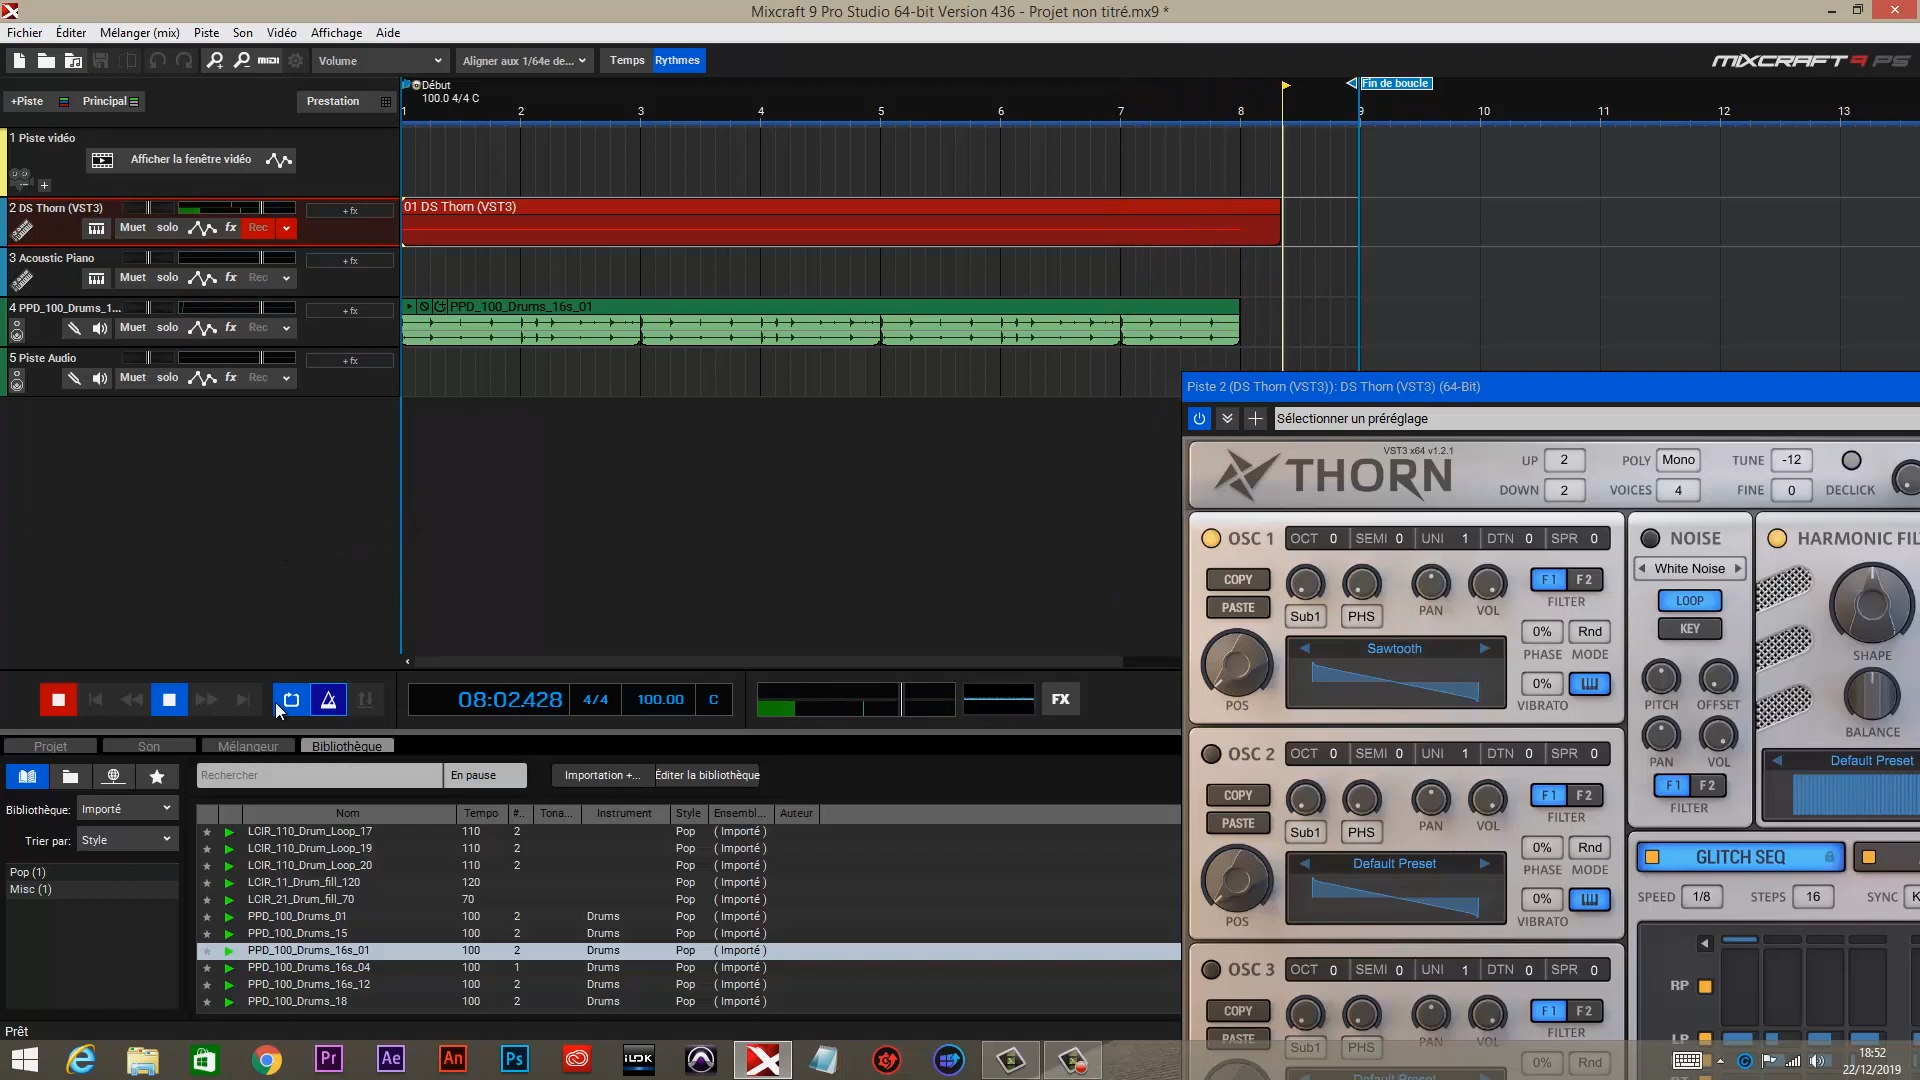 Mixcraft 9 Pro Studio 64-bit Version 436 - Projet non titré.mx9 *
Fichier Éditer Mélanger (mix) Piste Son Vidéo Affichage Aide
MIDI Volume Aligner aux 1/64e de... Temps Rythmes MIXCRAFT 9 PS
Début Fin de boucle
+Piste Principal Prestation 100.0 4/4 C
1 2 3 4 5 6 7 8 9 10 11 12 13
1 Piste vidéo
Afficher la fenêtre vidéo
2 DS Thorn (VST3) +fx 01 DS Thorn (VST3)
Muet solo fx Rec
3 Acoustic Piano +fx
Muet solo fx Rec
4 PPD_100_Drums_1... +fx PPD_100_Drums_16s_01
Muet solo fx Rec
5 Piste Audio +fx
Muet solo fx Rec
Piste 2 (DS Thorn (VST3)): DS Thorn (VST3) (64-Bit)
Sélectionner un préréglage
VST3 x64 v1.2.1
THORN UP 2 POLY Mono TUNE -12
DOWN 2 VOICES 4 FINE 0 DECLICK
OSC 1 OCT 0 SEMI 0 UNI 1 DTN 0 SPR 0 NOISE HARMONIC FIL
COPY F1 F2 White Noise
PASTE Sub1 PHS PAN VOL FILTER LOOP
0% Rnd KEY
Sawtooth PHASE MODE SHAPE
0%
POS VIBRATO PITCH OFFSET
08:02.428 4/4 100.00 C FX
BALANCE
OSC 2 OCT 0 SEMI 0 UNI 1 DTN 0 SPR 0 PAN VOL Default Preset
COPY F1 F2 F1 F2
PASTE Sub1 PHS PAN VOL FILTER FILTER
0% Rnd
Default Preset PHASE MODE GLITCH SEQ
0% SPEED 1/8 STEPS 16 SYNC K
POS VIBRATO
OSC 3 OCT 0 SEMI 0 UNI 1 DTN 0 SPR 0
RP
COPY F1 F2
PASTE Sub1 PHS FILTER LP
0% Rnd
Default Preset
Projet Son Mélangeur Bibliothèque
Rechercher En pause Importation +... Éditer la bibliothèque
Bibliothèque: Importé
Trier par: Style
Pop (1)
Misc (1)
Nom Tempo #.. Tona... Instrument Style Ensembl... Auteur
LCIR_110_Drum_Loop_17 110 2 Pop ( Importé )
LCIR_110_Drum_Loop_19 110 2 Pop ( Importé )
LCIR_110_Drum_Loop_20 110 2 Pop ( Importé )
LCIR_11_Drum_fill_120 120 Pop ( Importé )
LCIR_21_Drum_fill_70 70 Pop ( Importé )
PPD_100_Drums_01 100 2 Drums Pop ( Importé )
PPD_100_Drums_15 100 2 Drums Pop ( Importé )
PPD_100_Drums_16s_01 100 2 Drums Pop ( Importé )
PPD_100_Drums_16s_04 100 1 Drums Pop ( Importé )
PPD_100_Drums_16s_12 100 2 Drums Pop ( Importé )
PPD_100_Drums_18 100 2 Drums Pop ( Importé )
Prêt
Pr Ae An Ps iLOK
18:52
22/12/2019